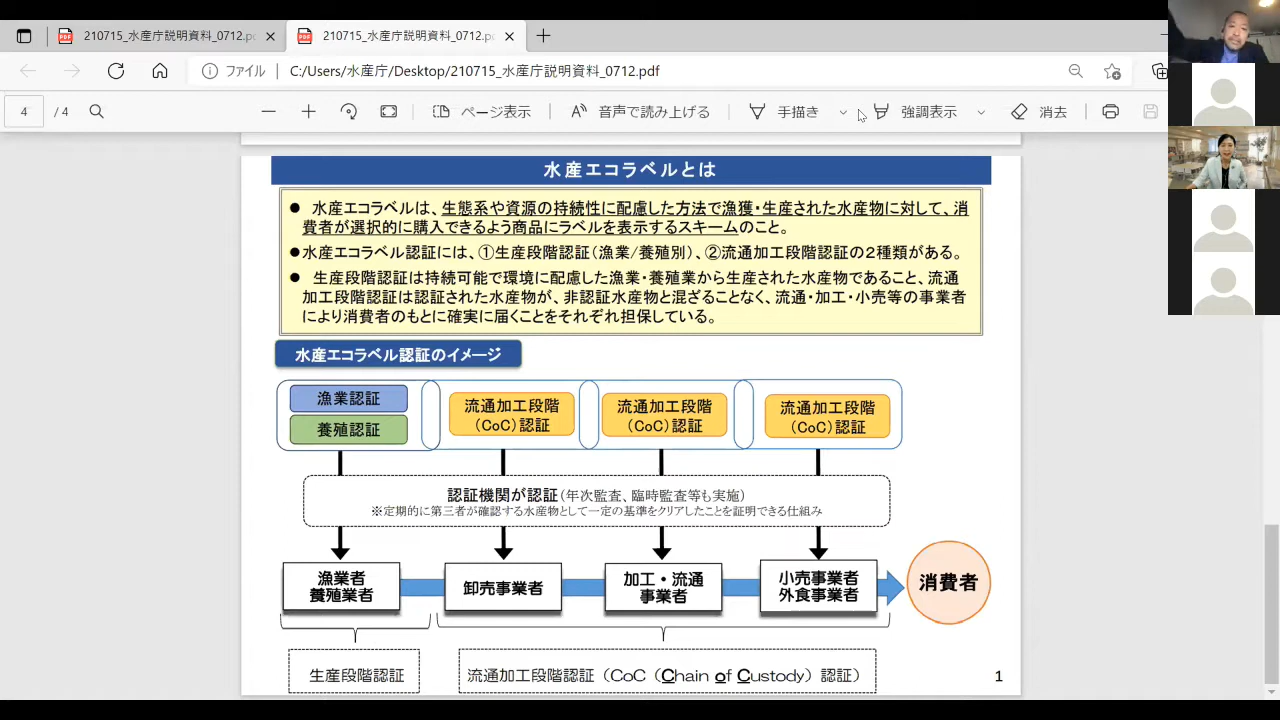 210715_水産庁説明資料_0712.p
210715_水産庁説明資料_0712.p
ファイル
C:/Users/水産庁/Desktop/210715_水産庁説明資料_0712.pdf
4 / 4
ページ表示
音声で読み上げる
手描き
強調表示
消去
水産エコラベルとは
● 水産エコラベルは、生態系や資源の持続性に配慮した方法で漁獲・生産された水産物に対して、消
費者が選択的に購入できるよう商品にラベルを表示するスキームのこと。
●水産エコラベル認証には、①生産段階認証(漁業/養殖別)、②流通加工段階認証の2種類がある。
● 生産段階認証は持続可能で環境に配慮した漁業・養殖業から生産された水産物であること、流通
加工段階認証は認証された水産物が、非認証水産物と混ざることなく、流通・加工・小売等の事業者
により消費者のもとに確実に届くことをそれぞれ担保している。
水産エコラベル認証のイメージ
漁業認証
養殖認証
流通加工段階
(CoC)認証
流通加工段階
(CoC)認証
流通加工段階
(CoC)認証
認証機関が認証(年次監査、臨時監査等も実施)
※定期的に第三者が確認する水産物として一定の基準をクリアしたことを証明できる仕組み
漁業者
養殖業者
卸売事業者
加工・流通
事業者
小売事業者
外食事業者
消費者
生産段階認証
流通加工段階認証(CoC(Chain of Custody)認証)
1